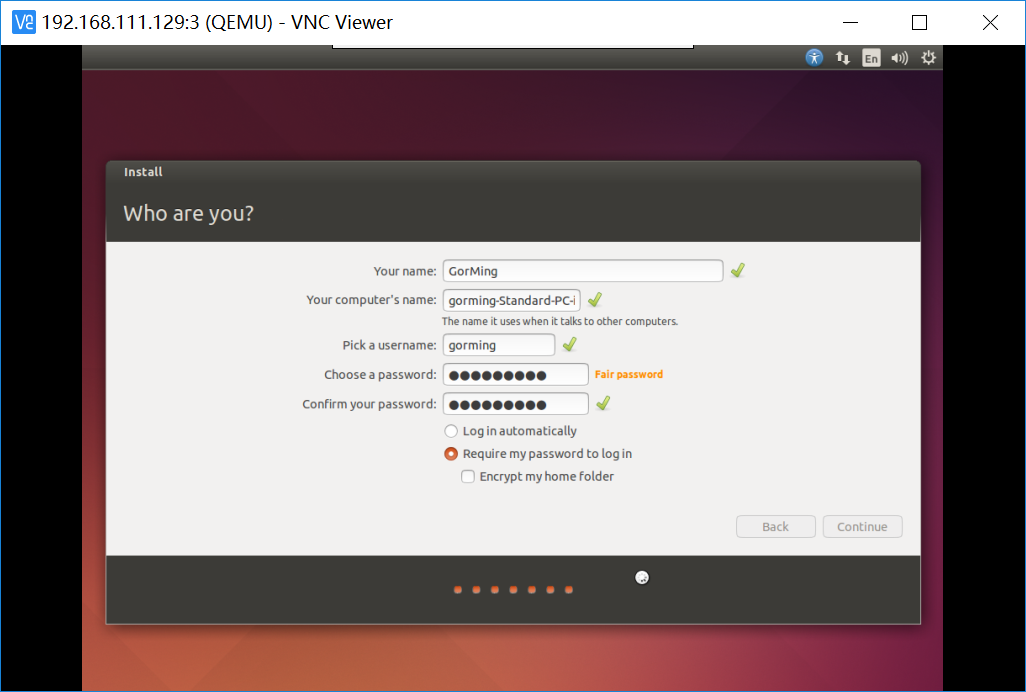 192.168.111.129:3 (QEMU) - VNC Viewer
En
Install
Who are you?
Your name: GorMing
Your computer's name: gorming-Standard-PC-i
The name it uses when it talks to other computers.
Pick a username: gorming
Choose a password: ●●●●●●●●● Fair password
Confirm your password: ●●●●●●●●●
Log in automatically
Require my password to log in
Encrypt my home folder
Back Continue